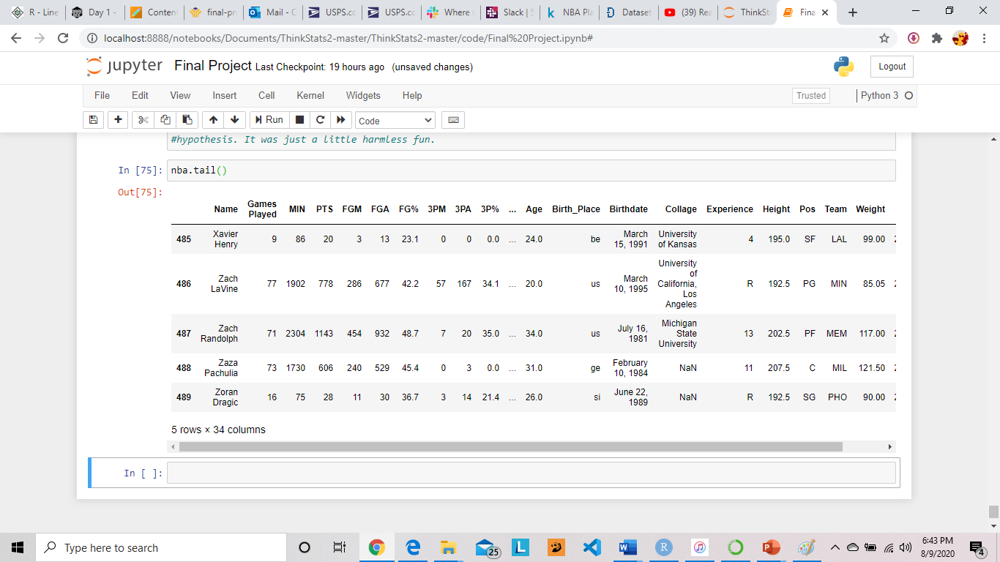 R - Line
Day 1 -
Content
final-pr
Mail - C
USPS.co
USPS.co
Where
Slack | S
NBA Pla
Dataset
(39) Rea
ThinkSt
Fina
localhost:8888/notebooks/Documents/ThinkStats2-master/ThinkStats2-master/code/Final%20Project.ipynb#
jupyter Final Project Last Checkpoint: 19 hours ago (unsaved changes)
Logout
File Edit View Insert Cell Kernel Widgets Help
Trusted
Python 3
Run
Code
#hypothesis. It was just a little harmless fun.
In [75]: nba.tail()
Out[75]:
Name Games Played MIN PTS FGM FGA FG% 3PM 3PA 3P% ... Age Birth_Place Birthdate Collage Experience Height Pos Team Weight
485 Xavier Henry 9 86 20 3 13 23.1 0 0 0.0 ... 24.0 be March 15, 1991 University of Kansas 4 195.0 SF LAL 99.00
486 Zach LaVine 77 1902 778 286 677 42.2 57 167 34.1 ... 20.0 us March 10, 1995 University of California, Los Angeles R 192.5 PG MIN 85.05
487 Zach Randolph 71 2304 1143 454 932 48.7 7 20 35.0 ... 34.0 us July 16, 1981 Michigan State University 13 202.5 PF MEM 117.00
488 Zaza Pachulia 73 1730 606 240 529 45.4 0 3 0.0 ... 31.0 ge February 10, 1984 NaN 11 207.5 C MIL 121.50
489 Zoran Dragic 16 75 28 11 30 36.7 3 14 21.4 ... 26.0 si June 22, 1989 NaN R 192.5 SG PHO 90.00
5 rows × 34 columns
In [ ]:
Type here to search
25
6:43 PM
8/9/2020
4